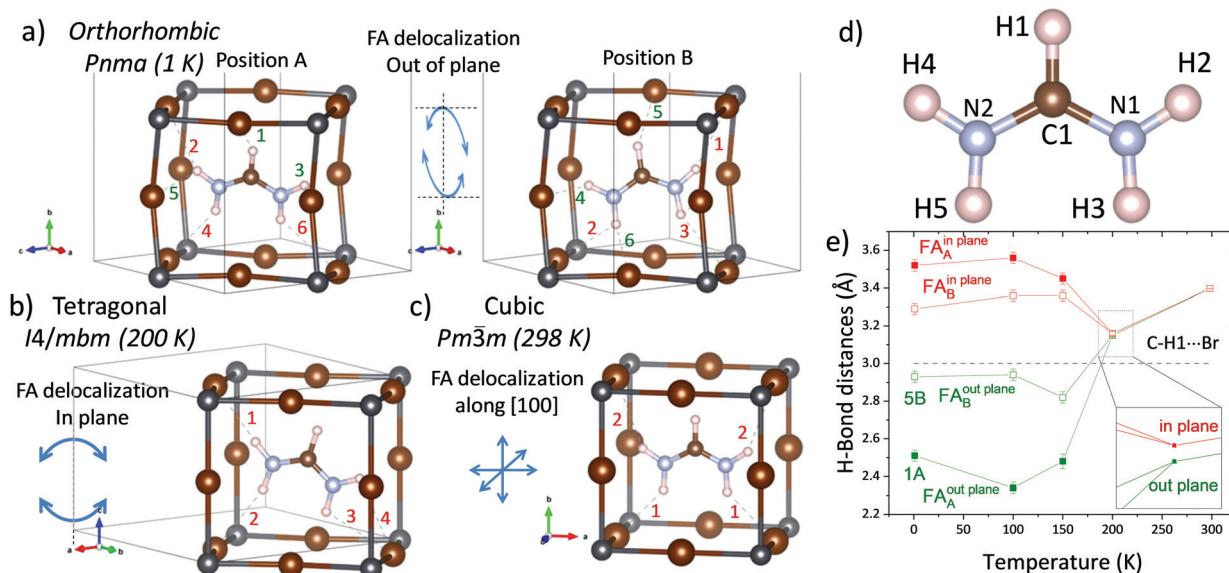 a) Orthorhombic
Pnma (1 K)
Position A
FA delocalization
Out of plane
Position B
1
2
3
5
4
6
5
1
4
2
3
6
b
c
a
b
c
a
b) Tetragonal
I4/mbm (200 K)
FA delocalization
In plane
1
2
3
4
c
a
b
c) Cubic
Pm3̄m (298 K)
FA delocalization
along [100]
2
2
1
1
b
a
d)
H1
H4
H2
N2
N1
C1
H5
H3
e)
H-Bond distances (Å)
3.6
3.4
3.2
3.0
2.8
2.6
2.4
2.2
FA_A^in plane
FA_B^in plane
C-H1···Br
5B FA_B^out plane
1A
FA_A^out plane
in plane
out plane
0 50 100 150 200 250 300
Temperature (K)